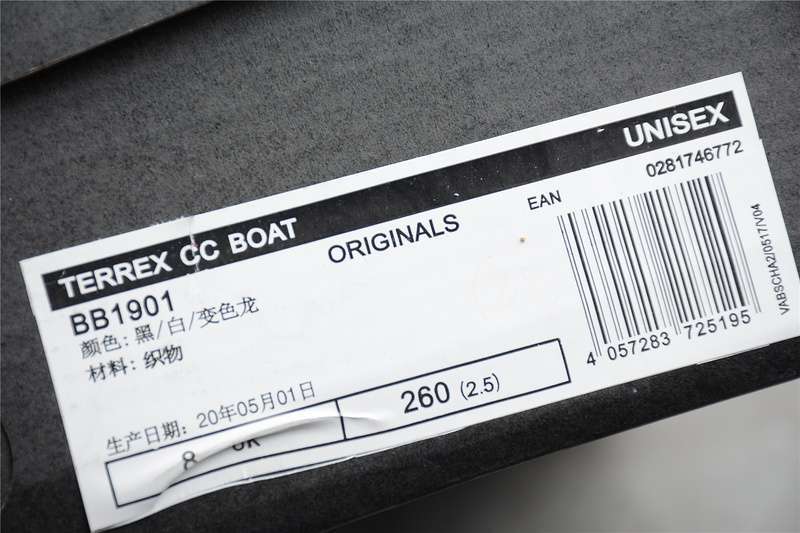 TERREX CC BOAT
UNISEX
BB1901
ORIGINALS
EAN
0281746772
颜色: 黑/白/变色龙
材料: 织物
生产日期: 20年05月01日
8 UK
260 (2.5)
4 057283 725195
VABSCHA2/0517/V04